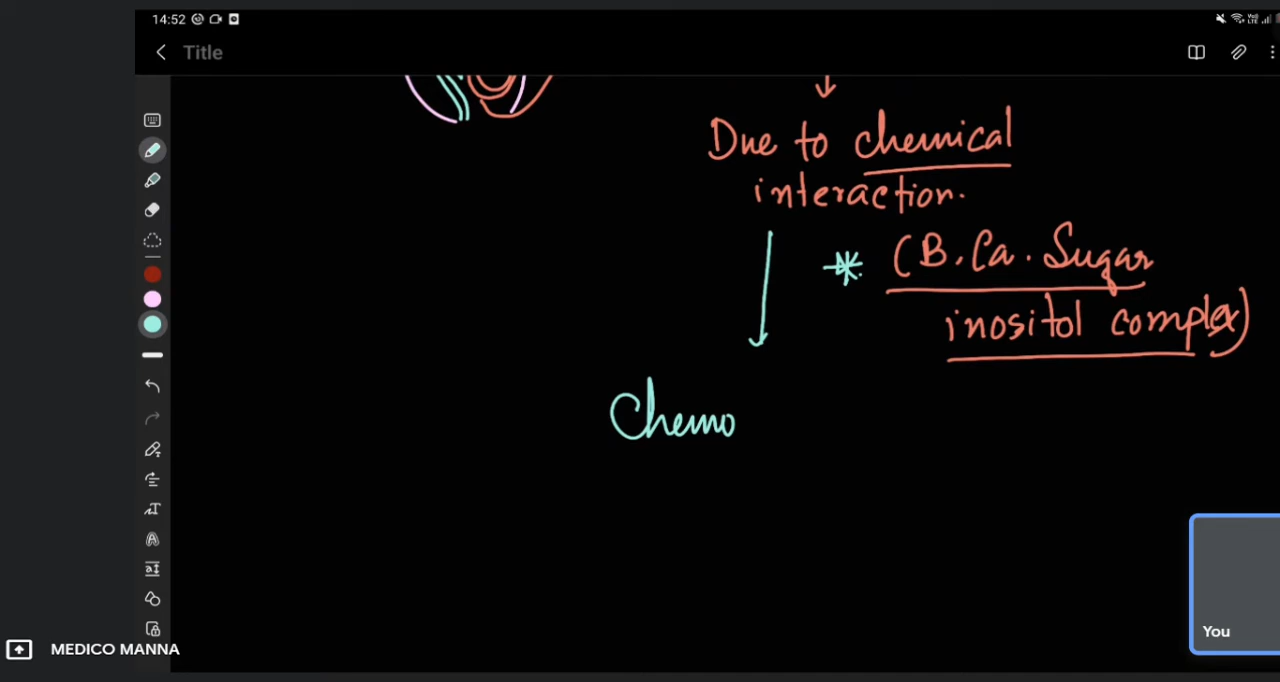 14:52
Title
Due to chemical
interaction.
* (B. Ca. Sugar
inositol complex)
Chemo
You
MEDICO MANNA